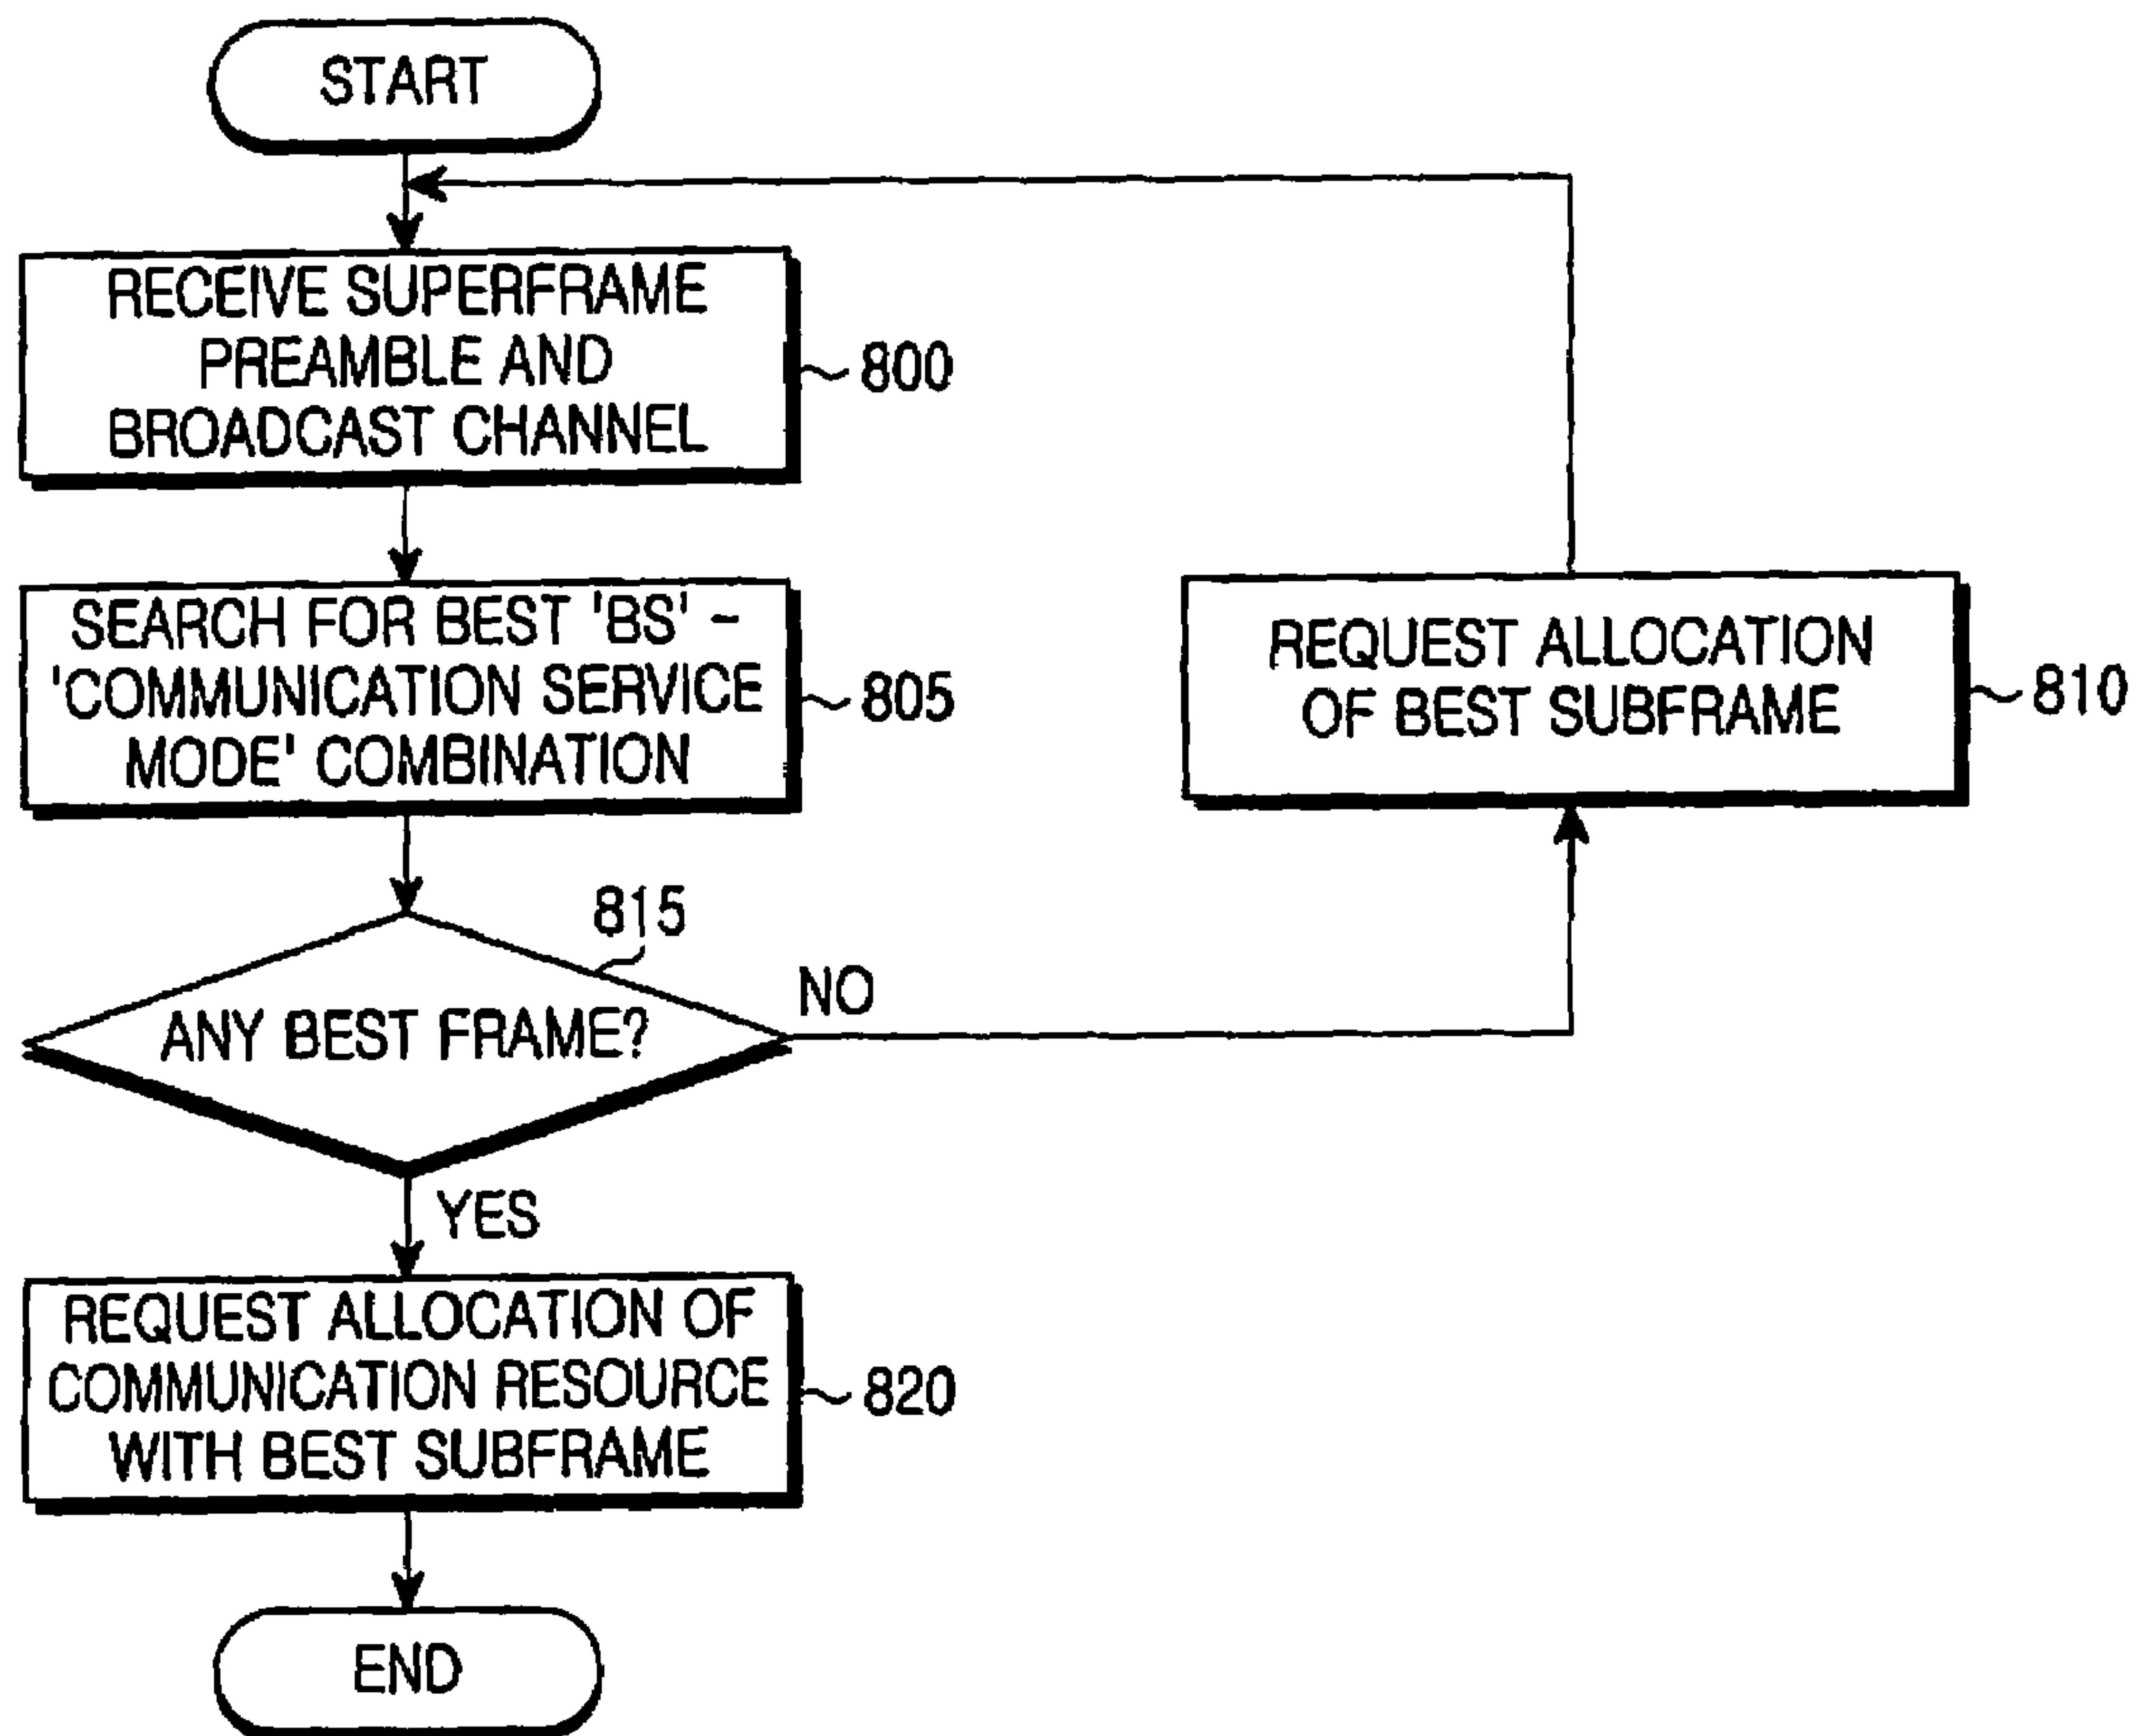 START
RECEIVE SUPERFRAME
PREAMBLE AND
BROADCAST CHANNEL
800
SEARCH FOR BEST 'BS' -
'COMMUNICATION SERVICE
MODE' COMBINATION
805
REQUEST ALLOCATION
OF BEST SUBFRAME
810
815
ANY BEST FRAME?
NO
YES
REQUEST ALLOCATION OF
COMMUNICATION RESOURCE
WITH BEST SUBFRAME
820
END